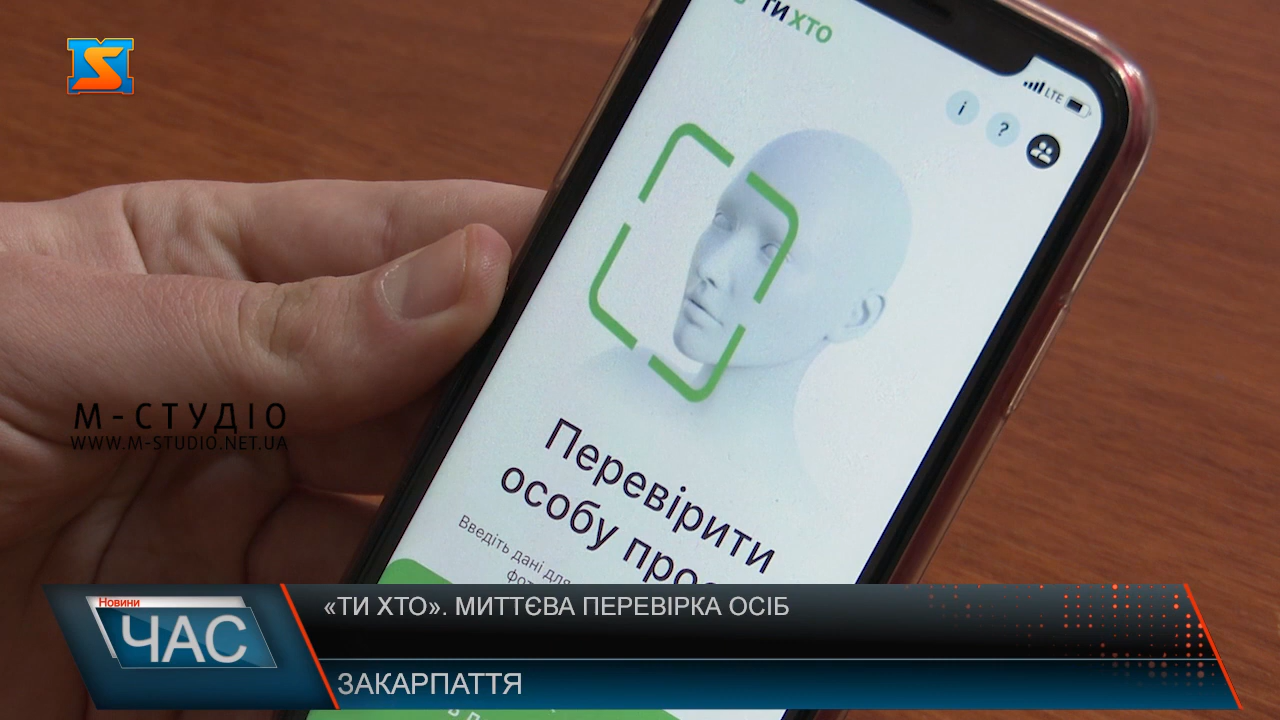 ТИ ХТО
LTE
i
?
Перевірити
особу
Введіть дані для
М-СТУДІО
WWW.M-STUDIO.NET.UA
Новини
ЧАС
«ТИ ХТО». МИТТЄВА ПЕРЕВІРКА ОСІБ
ЗАКАРПАТТЯ